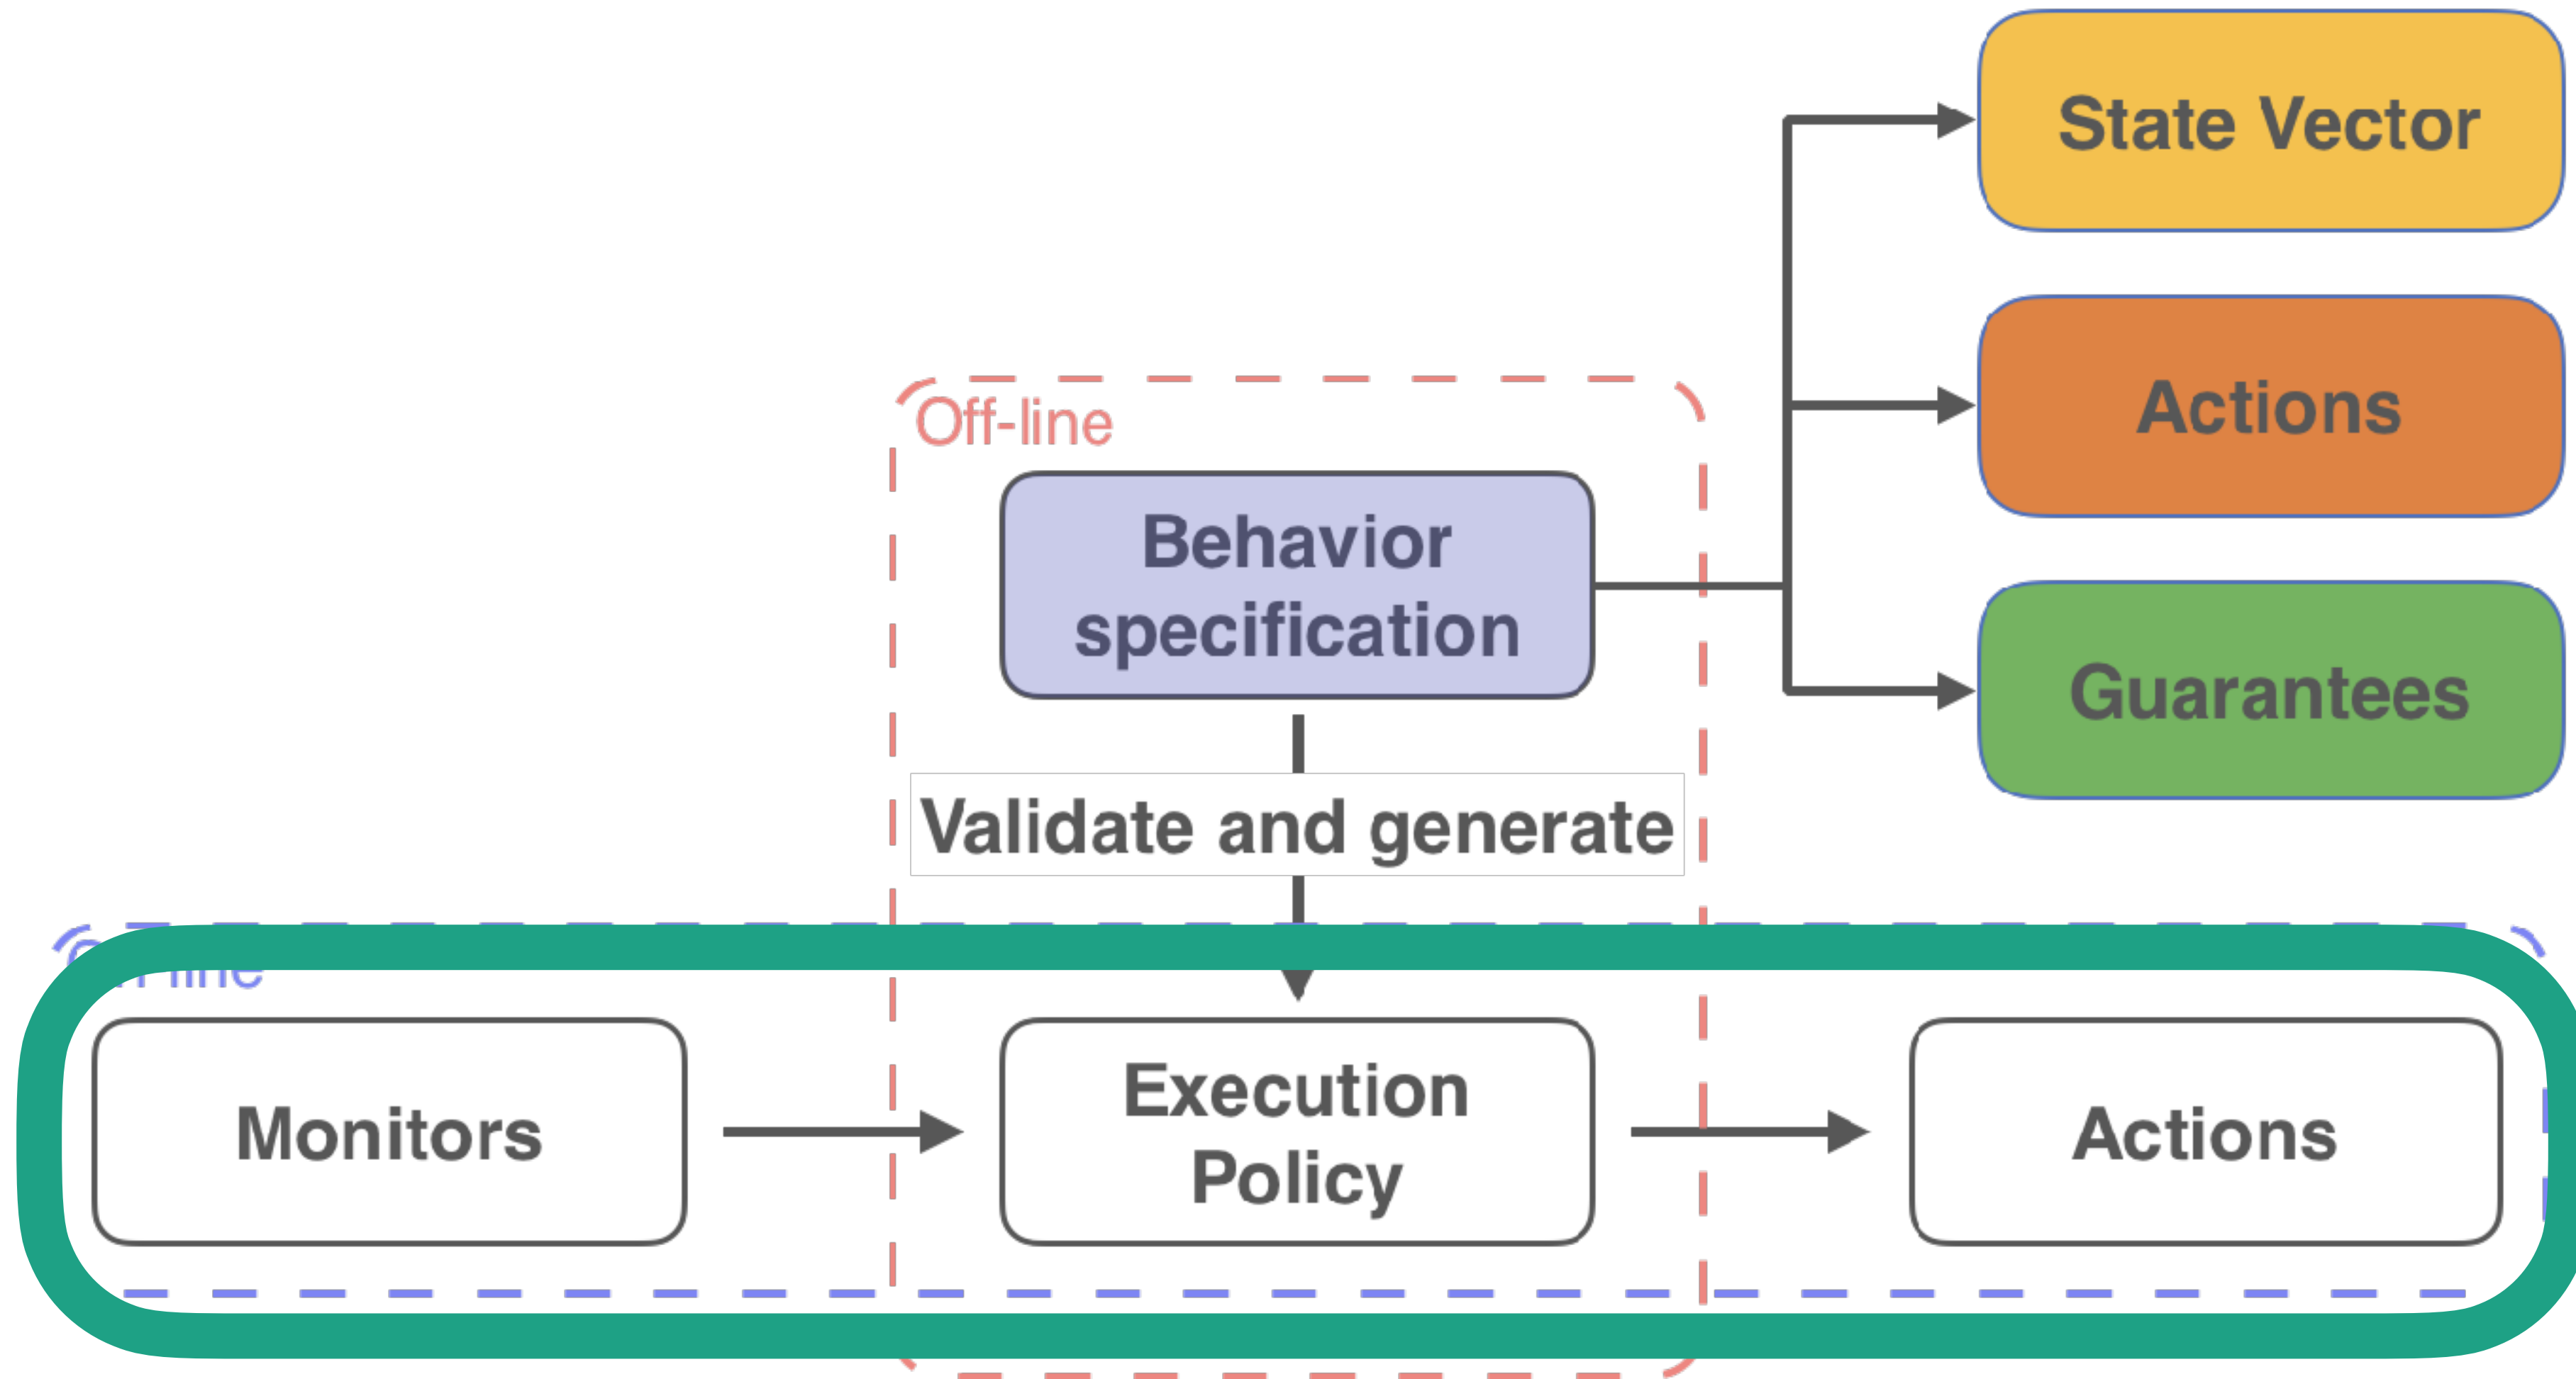 State Vector
Actions
Off-line
Behavior
specification
Guarantees
Validate and generate
Monitors
Execution
Policy
Actions